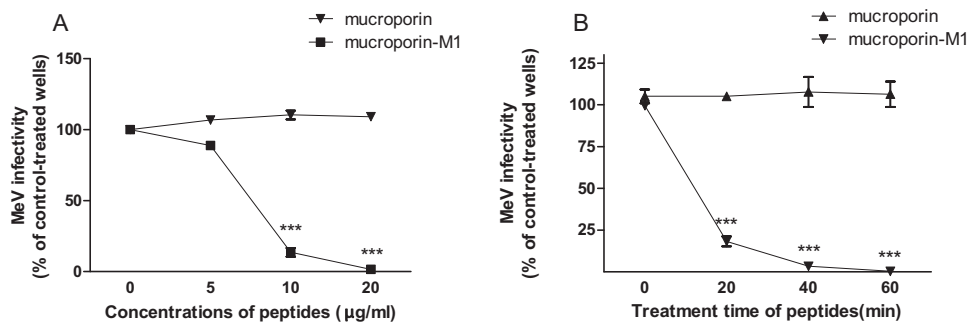 A
mucroporin
mucroporin-M1
MeV infectivity
(% of control-treated wells)
150
100
50
0
***
***
0 5 10 20
Concentrations of peptides ( µg/ml)
B
mucroporin
mucroporin-M1
MeV infectivity
(% of control-treated wells)
125
100
75
50
25
***
***
***
0 20 40 60
Treatment time of peptides(min)